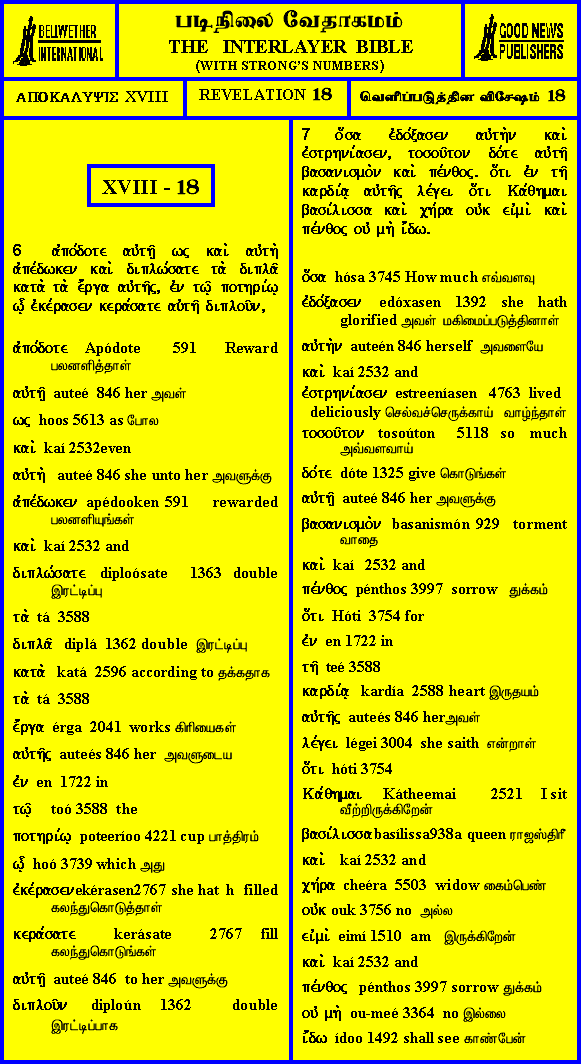 BELLWETHER
INTERNATIONAL
படிநிலை வேதாகமம்
THE INTERLAYER BIBLE
(WITH STRONG'S NUMBERS)
GOOD NEWS
PUBLISHERS
ΑΠΟΚΑΛΥΨΙΣ XVIII
REVELATION 18
வெளிப்படுத்தின விசேஷம் 18
XVIII - 18
6 ἀπόδοτε αὐτῇ ως καὶ αὐτὴ
ἀπέδωκεν καὶ διπλώσατε τὰ διπλᾶ
κατὰ τὰ ἔργα αὐτῆς, ἐν τῷ ποτηρίῳ
ᾧ ἐκέρασεν κεράσατε αὐτῇ διπλοῦν,
ἀπόδοτε Apódote 591 Reward
பலனளித்தாள்
αὐτῇ auteé 846 her அவள்
ως hoos 5613 as போல
καὶ kaí 2532even
αὐτὴ auteé 846 she unto her அவளுக்கு
ἀπέδωκεν apédooken 591 rewarded
பலனளியுங்கள்
καὶ kaí 2532 and
διπλώσατε diploósate 1363 double
இரட்டிப்பு
τὰ tá 3588
διπλᾶ diplá 1362 double இரட்டிப்பு
κατὰ katá 2596 according to தக்கதாக
τὰ tá 3588
ἔργα érga 2041 works கிரியைகள்
αὐτῆς auteés 846 her அவளுடைய
ἐν en 1722 in
τῷ toó 3588 the
ποτηρίῳ poteeríoo 4221 cup பாத்திரம்
ᾧ hoó 3739 which அது
ἐκέρασεν ekérasen2767 she hat h filled
கலந்துகொடுத்தாள்
κεράσατε kerásate 2767 fill
கலந்துகொடுங்கள்
αὐτῇ auteé 846 to her அவளுக்கு
διπλοῦν diploún 1362 double
இரட்டிப்பாக
7 ὅσα ἐδόξασεν αὐτὴν καὶ
ἐστρηνίασεν, τοσοῦτον δότε αὐτῇ
βασανισμὸν καὶ πένθος. ὅτι ἐν τῇ
καρδίᾳ αὐτῆς λέγει ὅτι Κάθημαι
βασίλισσα καὶ χήρα οὐκ εἰμὶ καὶ
πένθος οὐ μὴ ἴδω.
ὅσα hósa 3745 How much எவ்வளவு
ἐδόξασεν edóxasen 1392 she hath
glorified அவள் மகிமைப்படுத்தினாள்
αὐτὴν auteén 846 herself அவளையே
καὶ kaí 2532 and
ἐστρηνίασεν estreeníasen 4763 lived
deliciously செல்வச்செருக்காய் வாழ்ந்தாள்
τοσοῦτον tosoúton 5118 so much
அவ்வளவாய்
δότε dóte 1325 give கொடுங்கள்
αὐτῇ auteé 846 her அவளுக்கு
βασανισμὸν basanismón 929 torment
வாதை
καὶ kaí 2532 and
πένθος pénthos 3997 sorrow துக்கம்
ὅτι Hóti 3754 for
ἐν en 1722 in
τῇ teé 3588
καρδίᾳ kardía 2588 heart இருதயம்
αὐτῆς auteés 846 herஅவள்
λέγει légei 3004 she saith என்றாள்
ὅτι hóti 3754
Κάθημαι Kátheemai 2521 I sit
வீற்றிருக்கிறேன்
βασίλισσα basílissa938a queen ராஜஸ்திரீ
καὶ kaí 2532 and
χήρα cheéra 5503 widow கைம்பெண்
οὐκ ouk 3756 no அல்ல
εἰμὶ eimí 1510 am இருக்கிறேன்
καὶ kaí 2532 and
πένθος pénthos 3997 sorrow துக்கம்
οὐ μὴ ou-meé 3364 no இல்லை
ἴδω ídoo 1492 shall see காண்பேன்